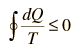 ∮ dQ/T ≤ 0